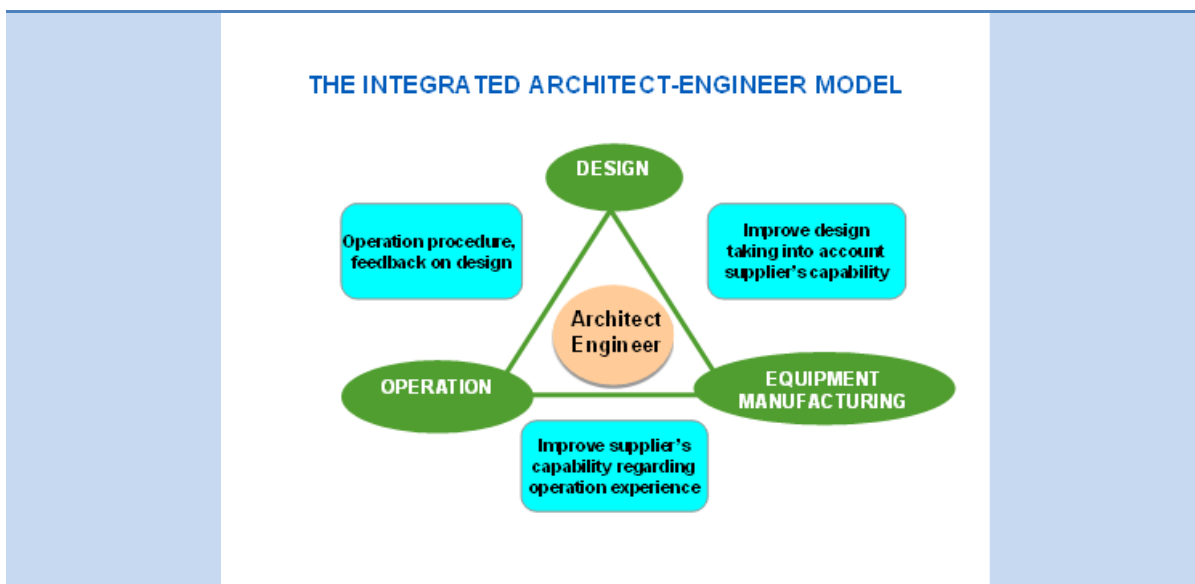 THE INTEGRATED ARCHITECT-ENGINEER MODEL
DESIGN
Operation procedure,
feedback on design
Improve design
taking into account
supplier's capability
Architect
Engineer
OPERATION
EQUIPMENT
MANUFACTURING
Improve supplier's
capability regarding
operation experience